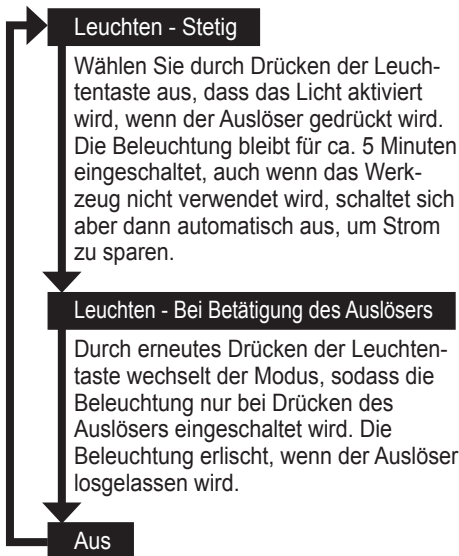 Leuchten - Stetig
Wählen Sie durch Drücken der Leuch-
tentaste aus, dass das Licht aktiviert
wird, wenn der Auslöser gedrückt wird.
Die Beleuchtung bleibt für ca. 5 Minuten
eingeschaltet, auch wenn das Werk-
zeug nicht verwendet wird, schaltet sich
aber dann automatisch aus, um Strom
zu sparen.
Leuchten - Bei Betätigung des Auslösers
Durch erneutes Drücken der Leuchten-
taste wechselt der Modus, sodass die
Beleuchtung nur bei Drücken des
Auslösers eingeschaltet wird. Die
Beleuchtung erlischt, wenn der Auslöser
losgelassen wird.
Aus